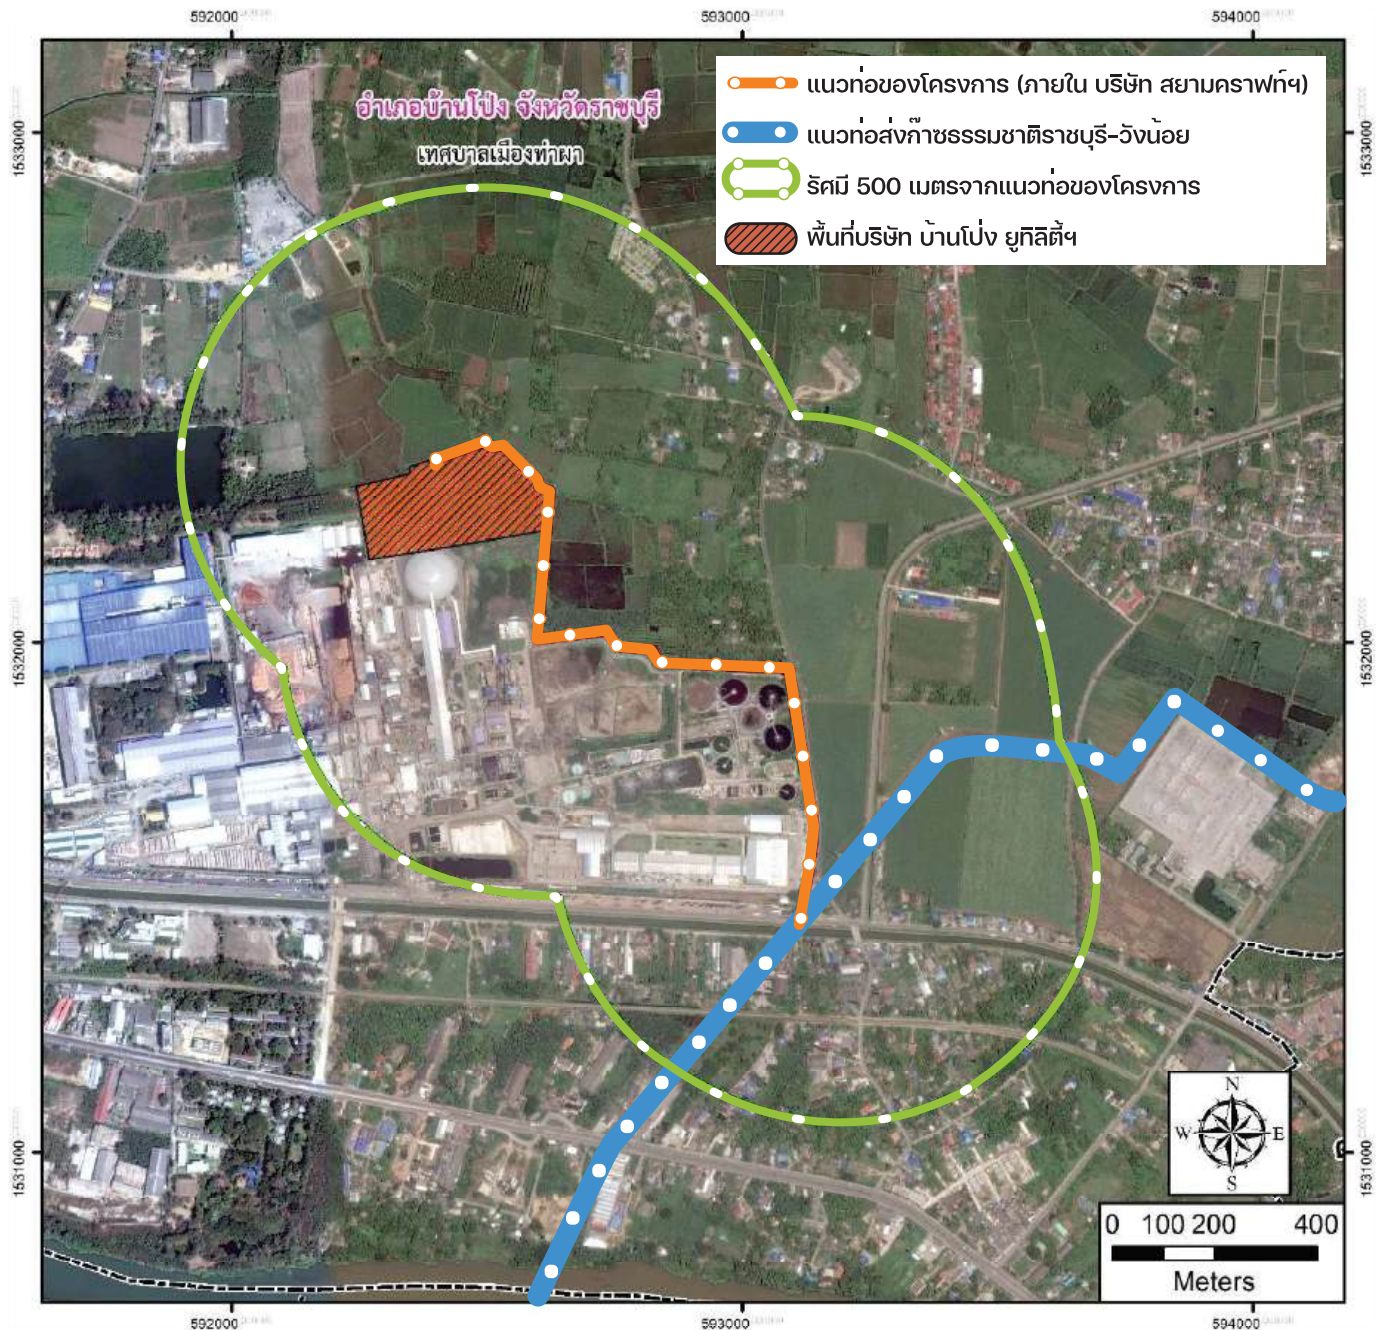 592000
593000
594000
แนวท่อของโครงการ (ภายใน บริษัท สยามคราฟท์ฯ)
แนวท่อส่งก๊าซธรรมชาติราชบุรี-วังน้อย
รัศมี 500 เมตรจากแนวท่อของโครงการ
พื้นที่บริษัท บ้านโป่ง ยูทิลิตี้ฯ
อำเภอบ้านโป่ง จังหวัดราชบุรี
เทศบาลเมืองท่าผา
1533000
1533000
1532000
1532000
1531000
1531000
N
W E
S
0 100 200 400
Meters
592000
593000
594000